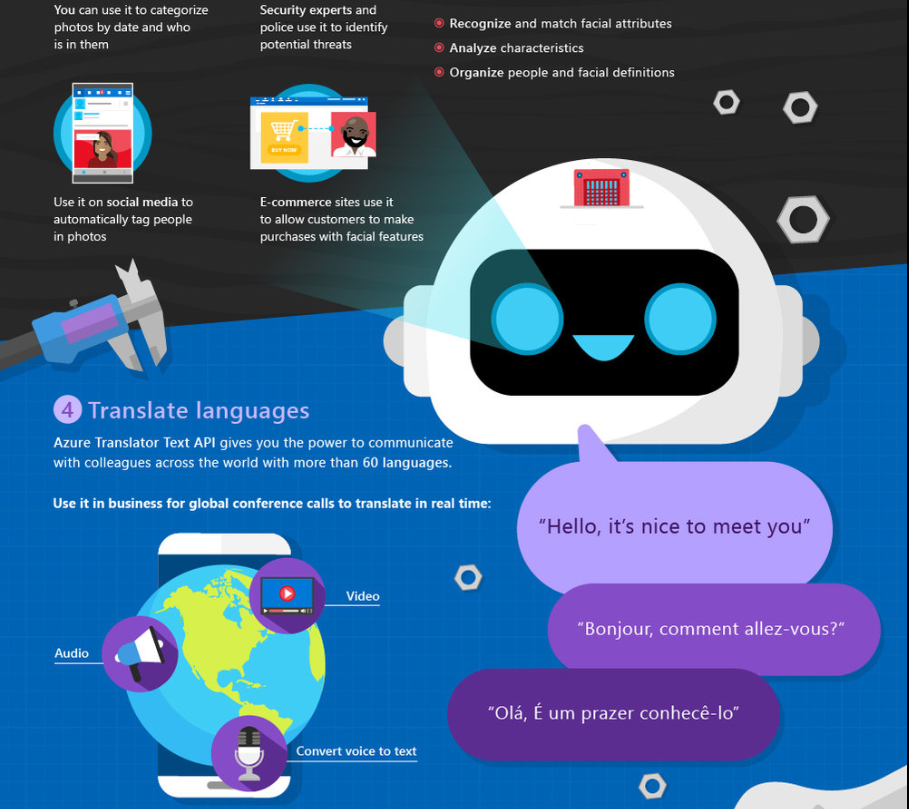 You can use it to categorize
photos by date and who
is in them
Security experts and
police use it to identify
potential threats
Recognize and match facial attributes
Analyze characteristics
Organize people and facial definitions
BUY NOW
Use it on social media to
automatically tag people
in photos
E-commerce sites use it
to allow customers to make
purchases with facial features
4 Translate languages
Azure Translator Text API gives you the power to communicate
with colleagues across the world with more than 60 languages.
Use it in business for global conference calls to translate in real time:
Video
Audio
Convert voice to text
“Hello, it’s nice to meet you”
“Bonjour, comment allez-vous?“
“Olá, É um prazer conhecê-lo”